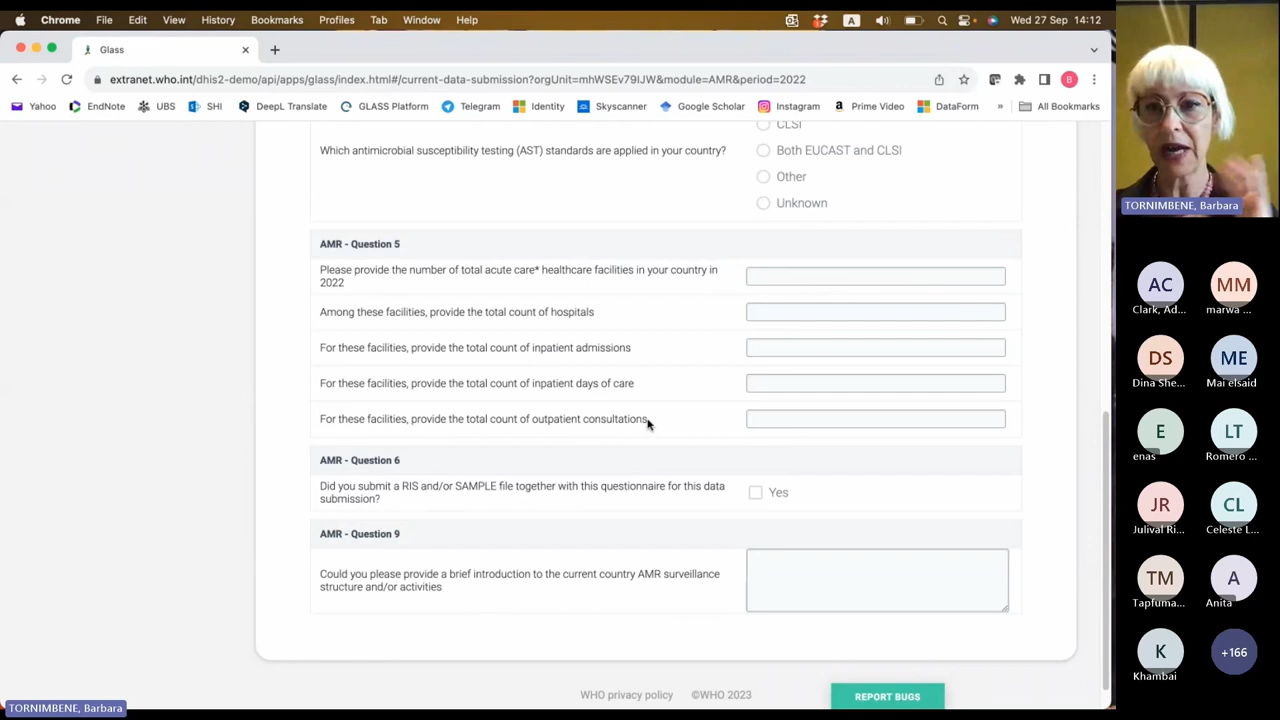 Chrome File Edit View History Bookmarks Profiles Tab Window Help
A
Wed 27 Sep 14:12
Glass
extranet.who.int/dhis2-demo/api/apps/glass/index.html#/current-data-submission?orgUnit=mhWSEv79IJW&module=AMR&period=2022
B
Yahoo EndNote UBS SHI DeepL Translate GLASS Platform Telegram Identity Skyscanner Google Scholar Instagram Prime Video DataForm » All Bookmarks
CLSI
Which antimicrobial susceptibility testing (AST) standards are applied in your country?
Both EUCAST and CLSI
Other
Unknown
AMR - Question 5
Please provide the number of total acute care* healthcare facilities in your country in
2022
Among these facilities, provide the total count of hospitals
For these facilities, provide the total count of inpatient admissions
For these facilities, provide the total count of inpatient days of care
For these facilities, provide the total count of outpatient consultations
AMR - Question 6
Did you submit a RIS and/or SAMPLE file together with this questionnaire for this data
submission?
Yes
AMR - Question 9
Could you please provide a brief introduction to the current country AMR surveillance
structure and/or activities
WHO privacy policy ©WHO 2023
REPORT BUGS
TORNIMBENE, Barbara
TORNIMBENE, Barbara
AC MM
Clark, Ad... marwa ...
DS ME
Dina She... Mai elsaid
E LT
enas Romero ...
JR CL
Julival Ri... Celeste L...
TM A
Tapfuma... Anita
K +166
Khambai